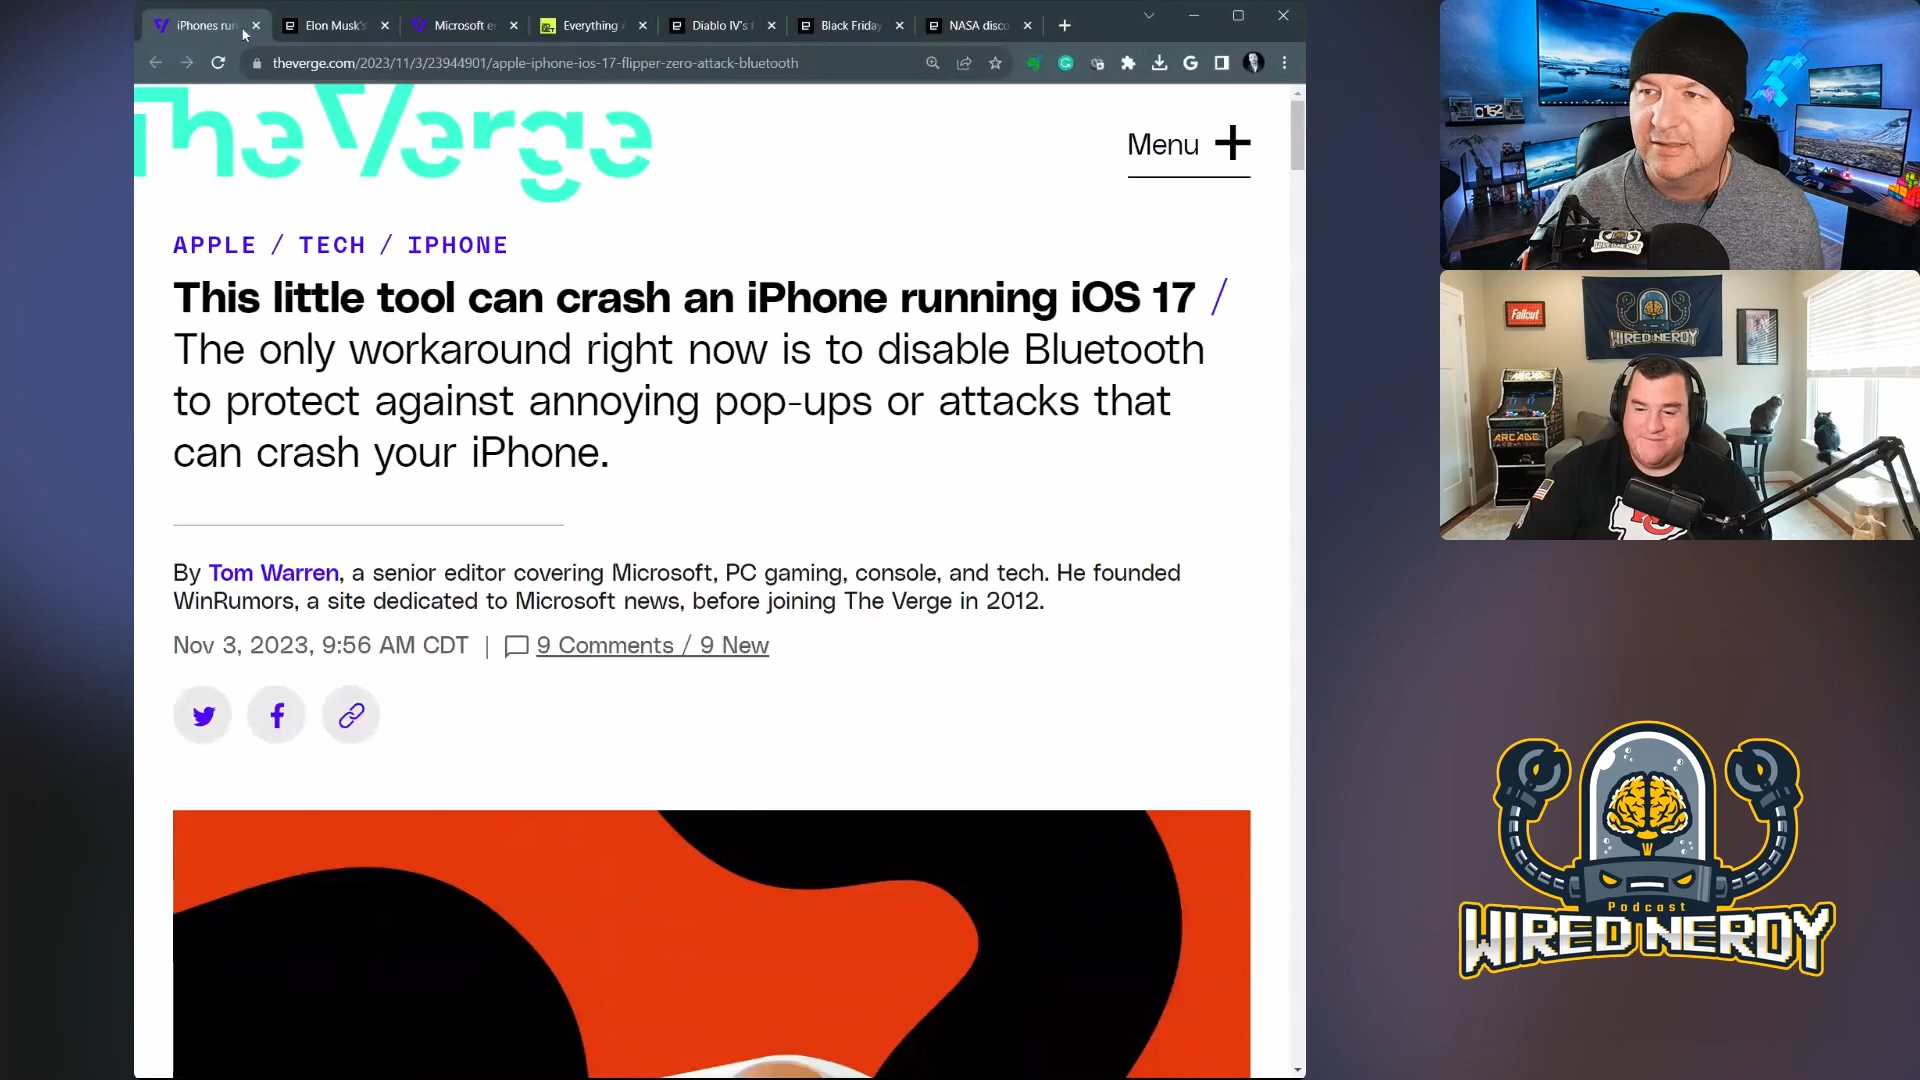 iPhones run
Elon Musk's
Microsoft e
Everything
Diablo IV's
Black Friday
NASA disco
theverge.com/2023/11/3/23944901/apple-iphone-ios-17-flipper-zero-attack-bluetooth
The Verge
Menu
APPLE / TECH / IPHONE
This little tool can crash an iPhone running iOS 17 /
The only workaround right now is to disable Bluetooth
to protect against annoying pop-ups or attacks that
can crash your iPhone.
By Tom Warren, a senior editor covering Microsoft, PC gaming, console, and tech. He founded
WinRumors, a site dedicated to Microsoft news, before joining The Verge in 2012.
Nov 3, 2023, 9:56 AM CDT | 9 Comments / 9 New
WIRED NERDY
Fallout
WIRED NERDY
ARCADE
ARCADE
KC
Podcast
WIRED NERDY